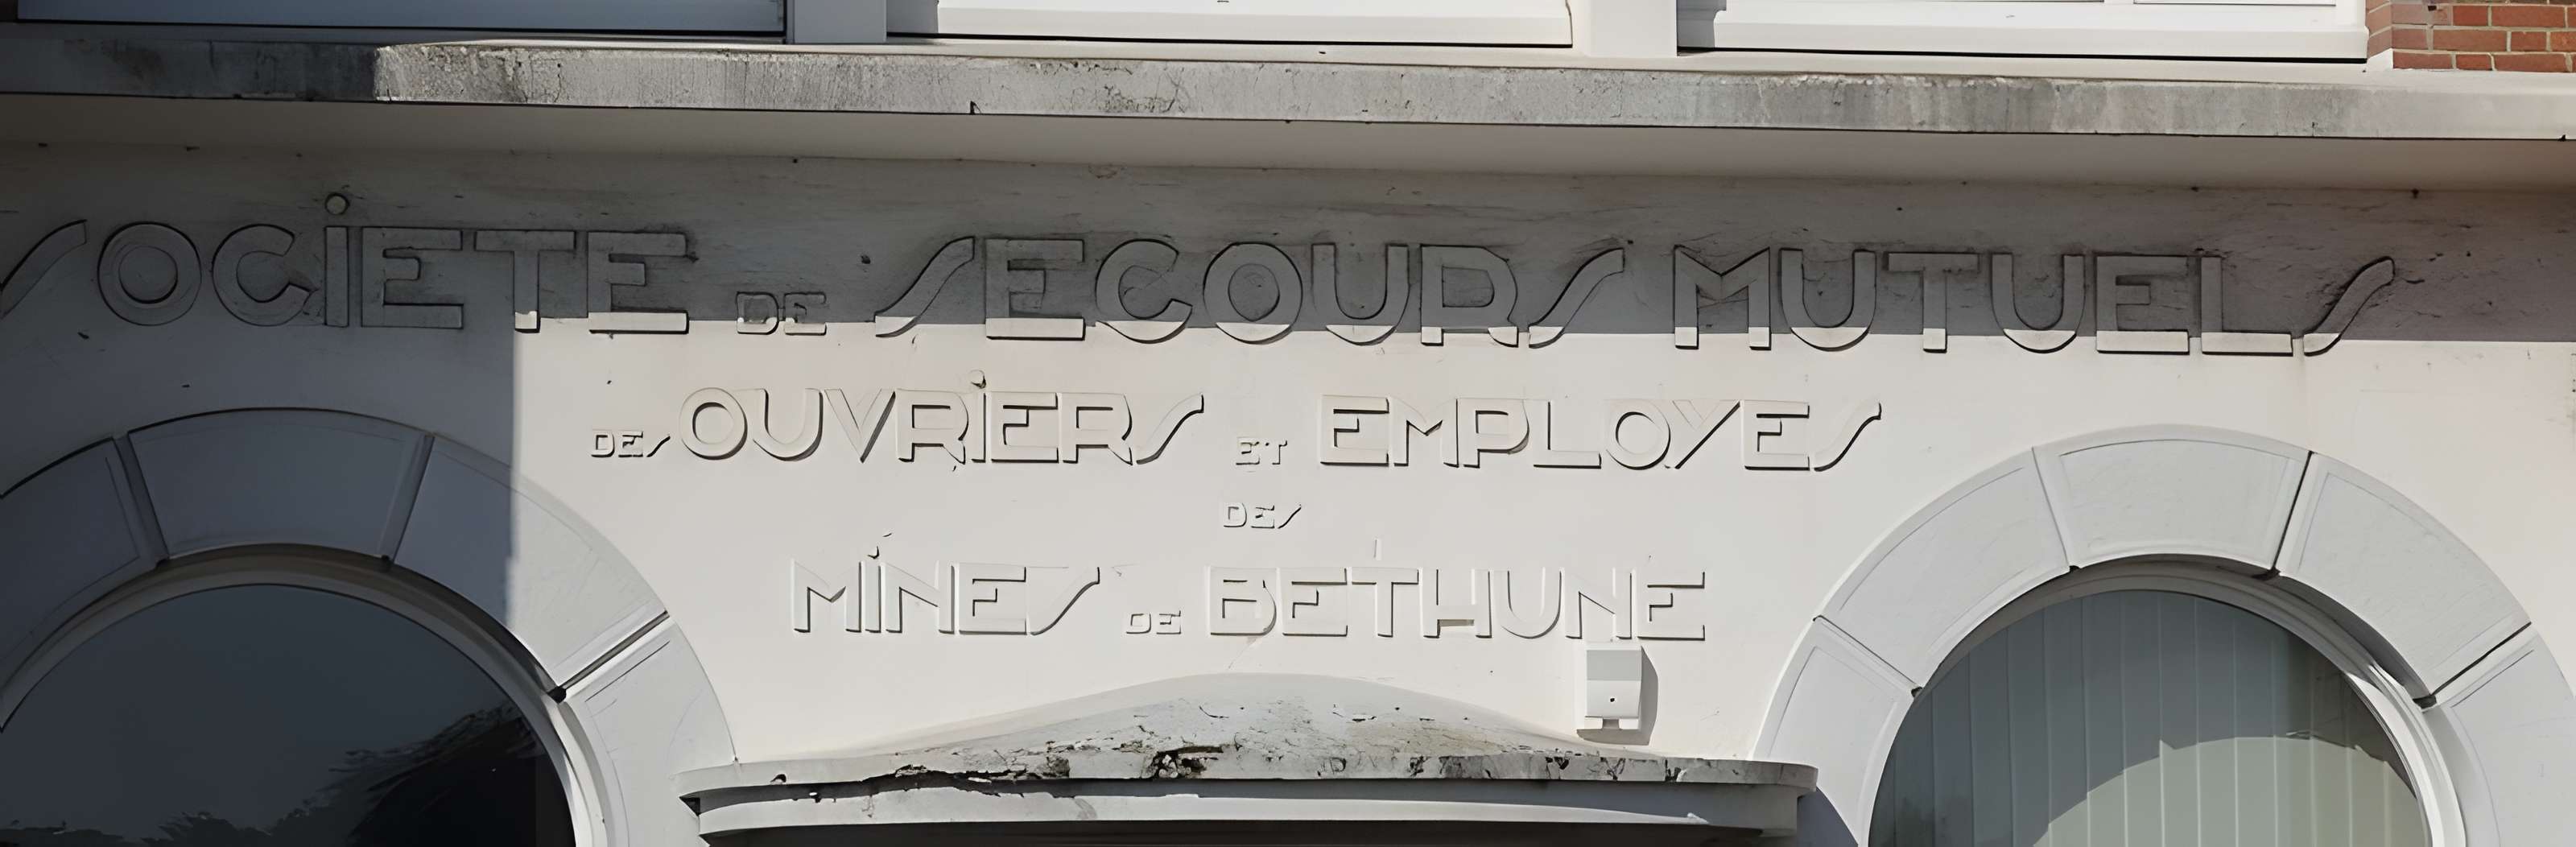 SOCiETE DE SECOURS MUTUELS
DES OUVRiERS ET EMPLOYES
DES
MiNES DE BETHUNE